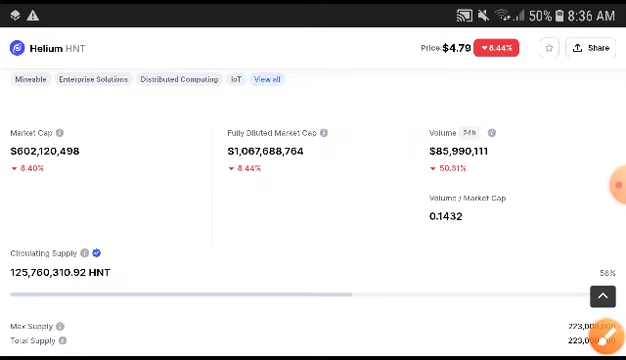 50% 8:36 AM
Helium HNT Price: $4.79 8.44% Share
Mineable Enterprise Solutions Distributed Computing IoT View all
Market Cap Fully Diluted Market Cap Volume 24h
$602,120,498 $1,067,688,764 $85,990,111
8.40% 8.44% 50.31%
Volume / Market Cap
0.1432
Circulating Supply
125,760,310.92 HNT 56%
Max Supply
Total Supply